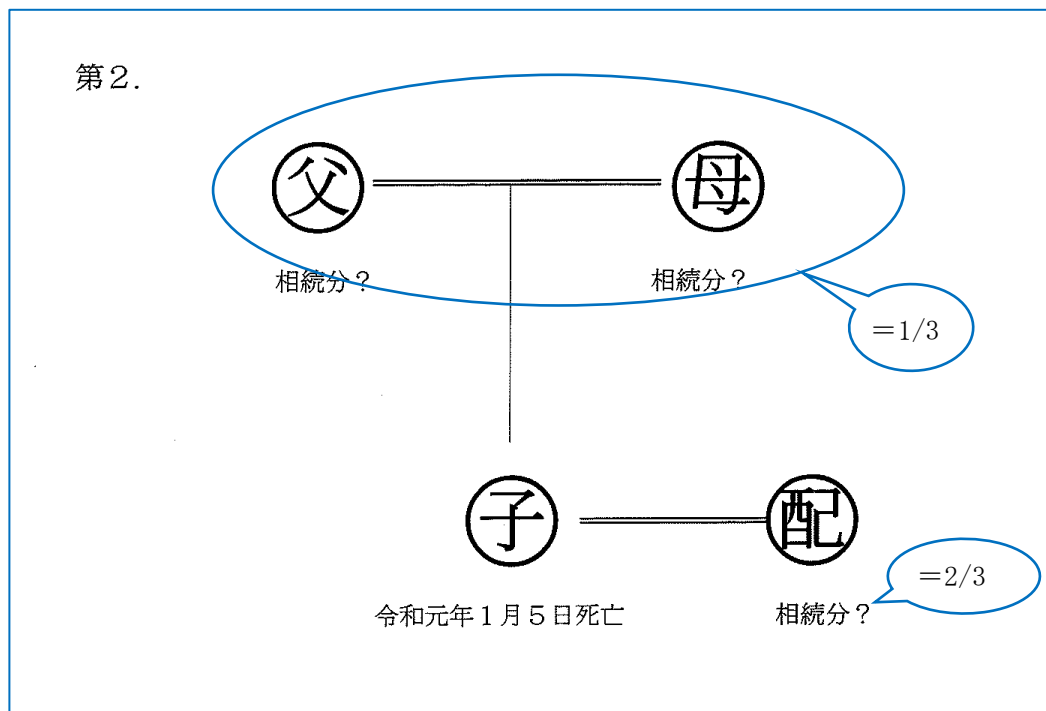 第２.
父
母
相続分？
相続分？
＝1/3
子
配
＝2/3
令和元年１月５日死亡
相続分？